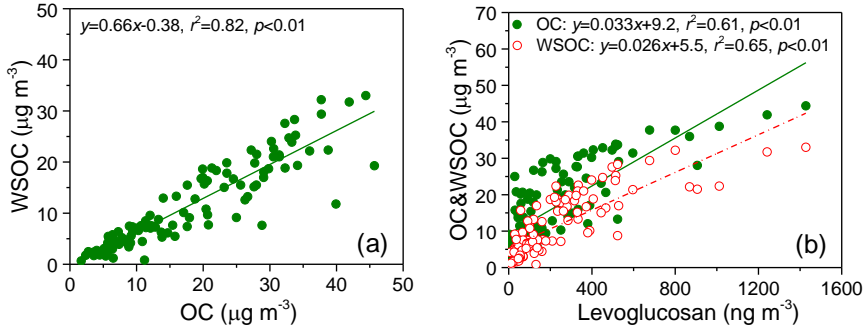 y=0.66x-0.38, r²=0.82, p<0.01
50
40
30
20
10
0
WSOC (μg m⁻³)
(a)
0 10 20 30 40 50
OC (μg m⁻³)
OC: y=0.033x+9.2, r²=0.61, p<0.01
WSOC: y=0.026x+5.5, r²=0.65, p<0.01
70
60
50
40
30
20
10
0
OC&WSOC (μg m⁻³)
(b)
0 400 800 1200 1600
Levoglucosan (ng m⁻³)